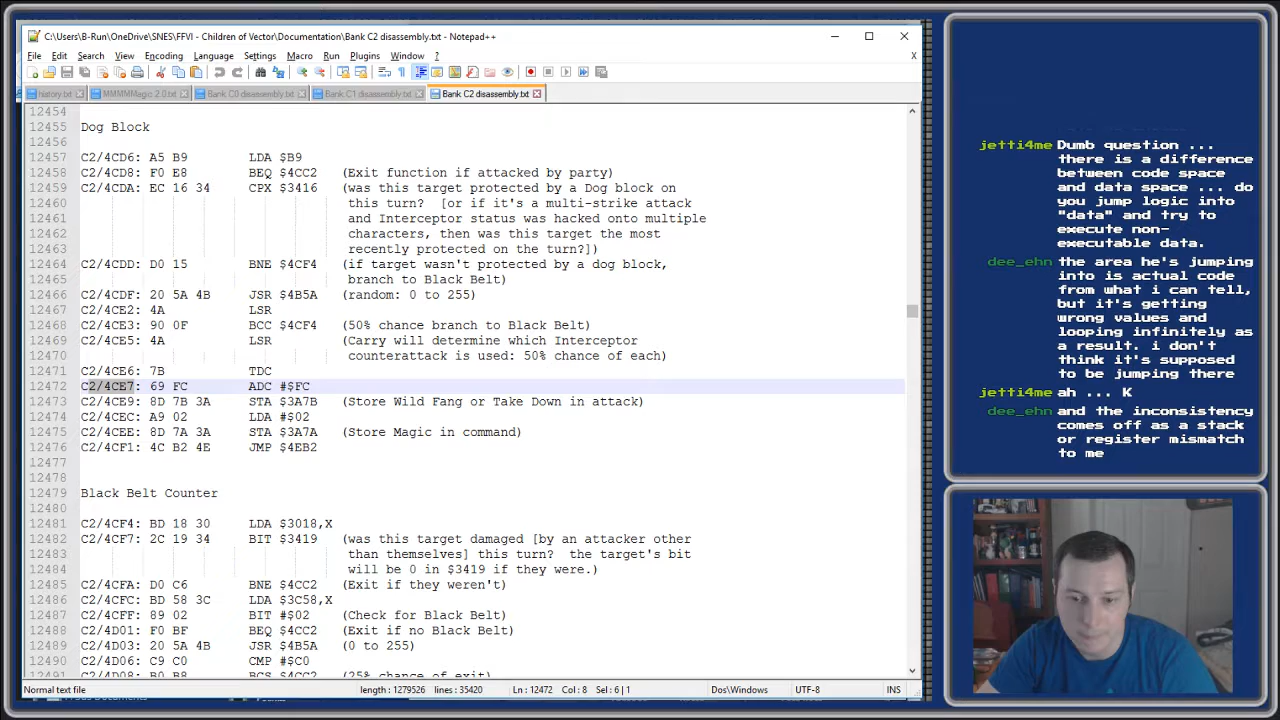 C:\Users\B-Run\OneDrive\SNES\FFVI - Children of Vector\Documentation\Bank C2 disassembly.txt - Notepad++
File Edit Search View Encoding Language Settings Macro Run Plugins Window ? X
history.txt MMMMMagic 2.0.txt Bank C0 disassembly.txt Bank C1 disassembly.txt Bank C2 disassembly.txt
12454
12455 Dog Block
12456
12457 C2/4CD6: A5 B9 LDA $B9
12458 C2/4CD8: F0 E8 BEQ $4CC2 (Exit function if attacked by party)
12459 C2/4CDA: EC 16 34 CPX $3416 (was this target protected by a Dog block on
12460 this turn? [or if it's a multi-strike attack
12461 and Interceptor status was hacked onto multiple
12462 characters, then was this target the most
12463 recently protected on the turn?])
12464 C2/4CDD: D0 15 BNE $4CF4 (if target wasn't protected by a dog block,
12465 branch to Black Belt)
12466 C2/4CDF: 20 5A 4B JSR $4B5A (random: 0 to 255)
12467 C2/4CE2: 4A LSR
12468 C2/4CE3: 90 0F BCC $4CF4 (50% chance branch to Black Belt)
12469 C2/4CE5: 4A LSR (Carry will determine which Interceptor
12470 counterattack is used: 50% chance of each)
12471 C2/4CE6: 7B TDC
12472 C2/4CE7: 69 FC ADC #$FC
12473 C2/4CE9: 8D 7B 3A STA $3A7B (Store Wild Fang or Take Down in attack)
12474 C2/4CEC: A9 02 LDA #$02
12475 C2/4CEE: 8D 7A 3A STA $3A7A (Store Magic in command)
12476 C2/4CF1: 4C B2 4E JMP $4EB2
12477
12478
12479 Black Belt Counter
12480
12481 C2/4CF4: BD 18 30 LDA $3018,X
12482 C2/4CF7: 2C 19 34 BIT $3419 (was this target damaged [by an attacker other
12483 than themselves] this turn? the target's bit
12484 will be 0 in $3419 if they were.)
12485 C2/4CFA: D0 C6 BNE $4CC2 (Exit if they weren't)
12486 C2/4CFC: BD 58 3C LDA $3C58,X
12487 C2/4CFF: 89 02 BIT #$02 (Check for Black Belt)
12488 C2/4D01: F0 BF BEQ $4CC2 (Exit if no Black Belt)
12489 C2/4D03: 20 5A 4B JSR $4B5A (0 to 255)
12490 C2/4D06: C9 C0 CMP #$C0
12491 C2/4D08: B0 B8 BCS $4CC2 (25% chance of exit)
Normal text file length : 1279526 lines : 35420 Ln : 12472 Col : 8 Sel : 6 | 1 Dos\Windows UTF-8 INS
jetti4me Dumb question ...
there is a difference
between code space
and data space ... do
you jump logic into
"data" and try to
execute non-
executable data.
dee_ehn the area he's jumping
into is actual code
from what i can tell,
but it's getting
wrong values and
looping infinitely as
a result. i don't
think it's supposed
to be jumping there
jetti4me ah ... K
dee_ehn and the inconsistency
comes off as a stack
or register mismatch
to me